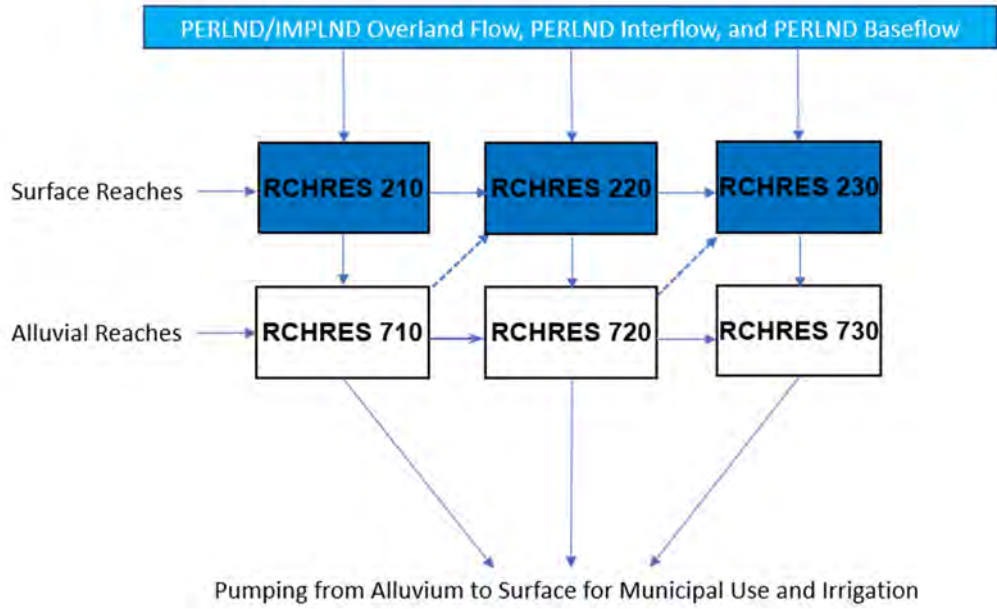 PERLND/IMPLND Overland Flow, PERLND Interflow, and PERLND Baseflow
Surface Reaches
RCHRES 210
RCHRES 220
RCHRES 230
Alluvial Reaches
RCHRES 710
RCHRES 720
RCHRES 730
Pumping from Alluvium to Surface for Municipal Use and Irrigation